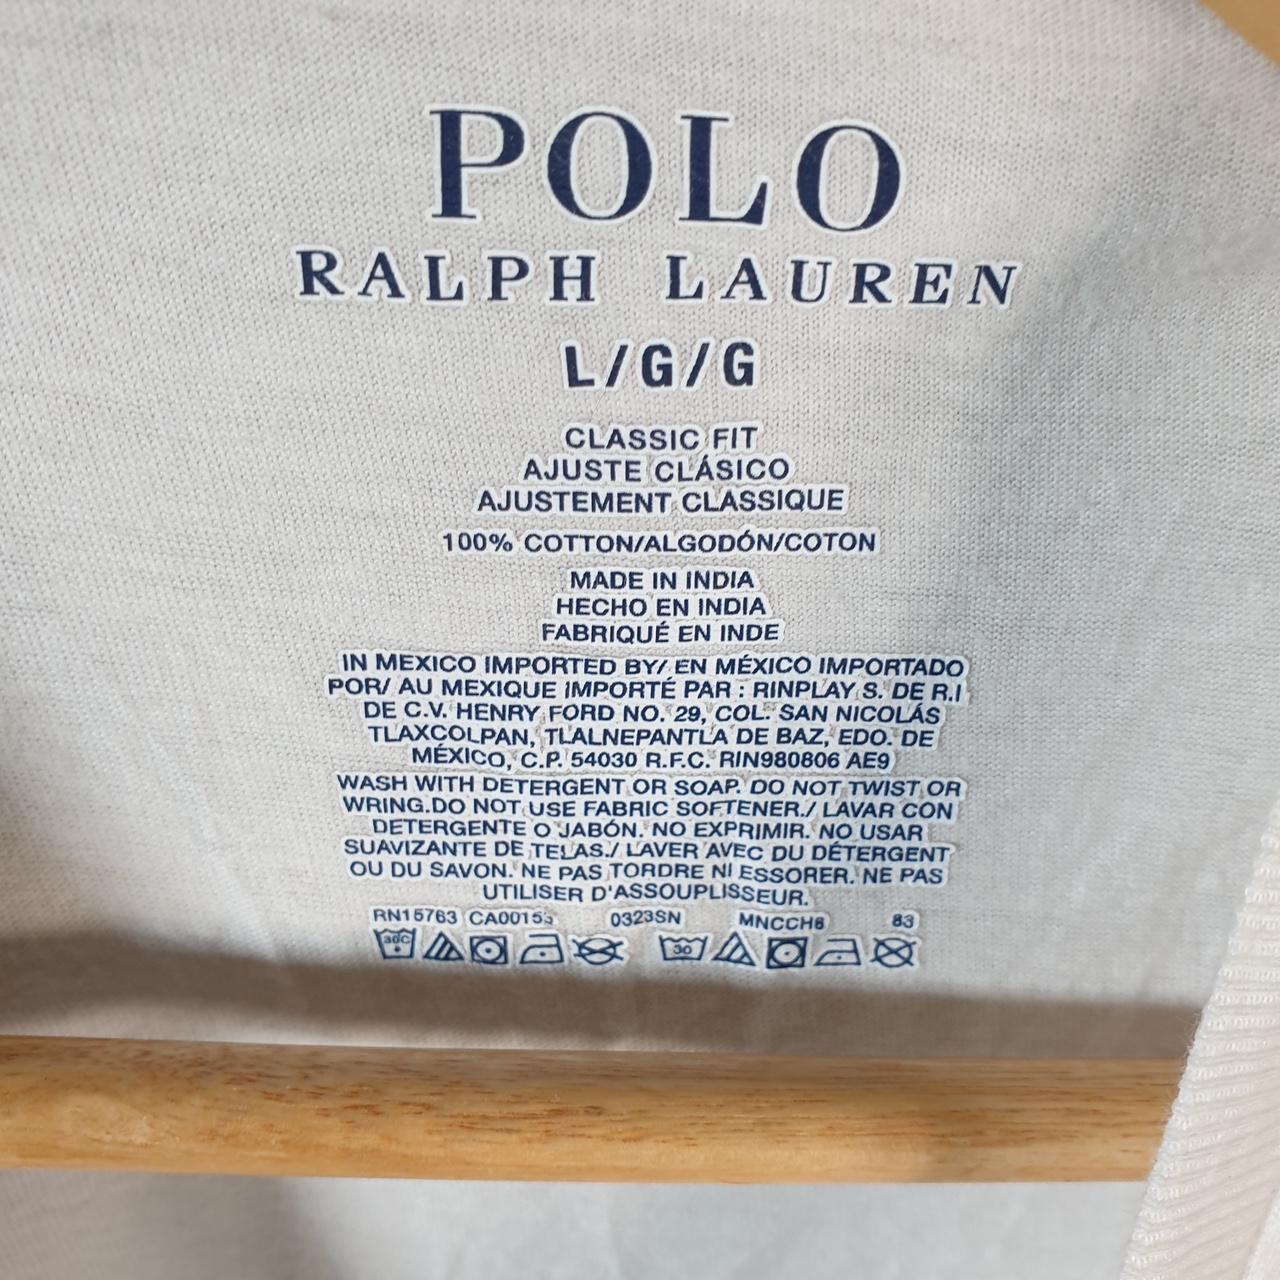 POLO
RALPH LAUREN
L/G/G
CLASSIC FIT
AJUSTE CLÁSICO
AJUSTEMENT CLASSIQUE
100% COTTON/ALGODÓN/COTON
MADE IN INDIA
HECHO EN INDIA
FABRIQUÉ EN INDE
IN MEXICO IMPORTED BY/ EN MÉXICO IMPORTADO
POR/ AU MEXIQUE IMPORTÉ PAR : RINPLAY S. DE R.I
DE C.V. HENRY FORD NO. 29, COL. SAN NICOLÁS
TLAXCOLPAN, TLALNEPANTLA DE BAZ, EDO. DE
MÉXICO, C.P. 54030 R.F.C. RIN980806 AE9
WASH WITH DETERGENT OR SOAP. DO NOT TWIST OR
WRING.DO NOT USE FABRIC SOFTENER./ LAVAR CON
DETERGENTE O JABÓN. NO EXPRIMIR. NO USAR
SUAVIZANTE DE TELAS./ LAVER AVEC DU DÉTERGENT
OU DU SAVON. NE PAS TORDRE NI ESSORER. NE PAS
UTILISER D'ASSOUPLISSEUR.
RN15763 CA00153 0323SN MNCCH6 83
30C 30